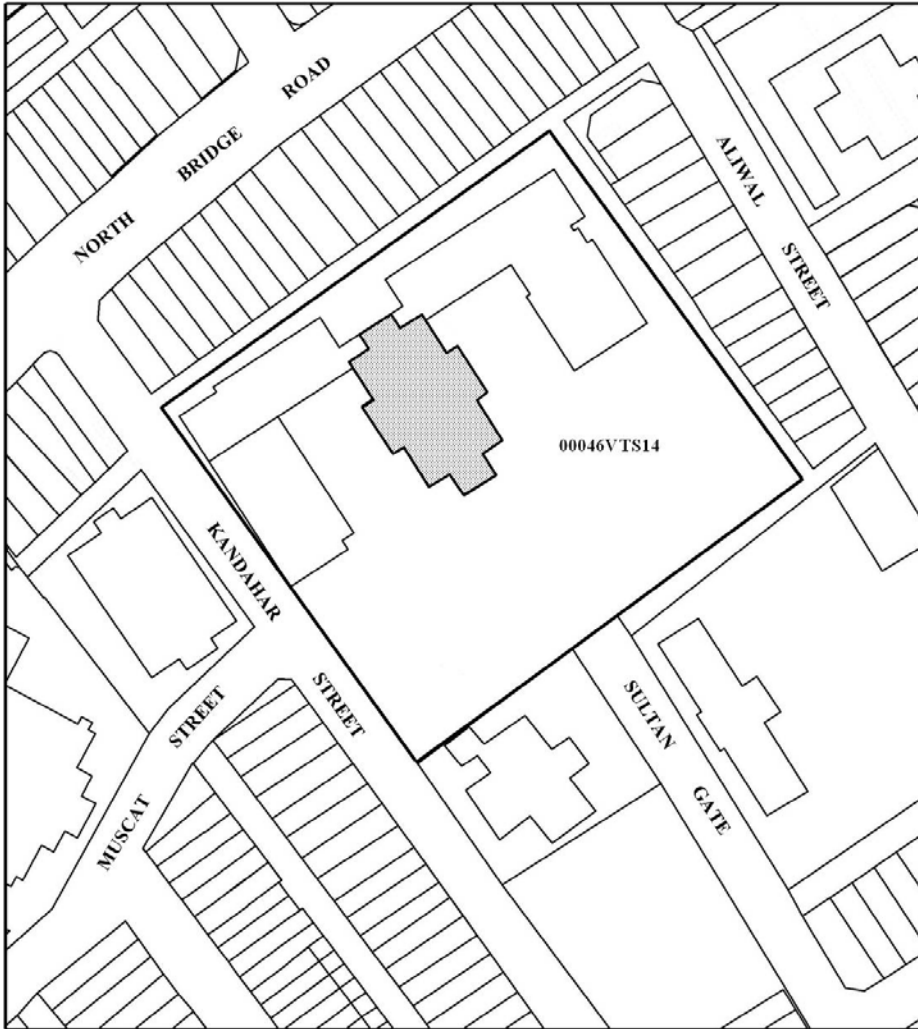 NORTH BRIDGE ROAD
ALIWAL STREET
00046VTS14
KANDAHAR STREET
MUSCAT STREET
SULTAN GATE